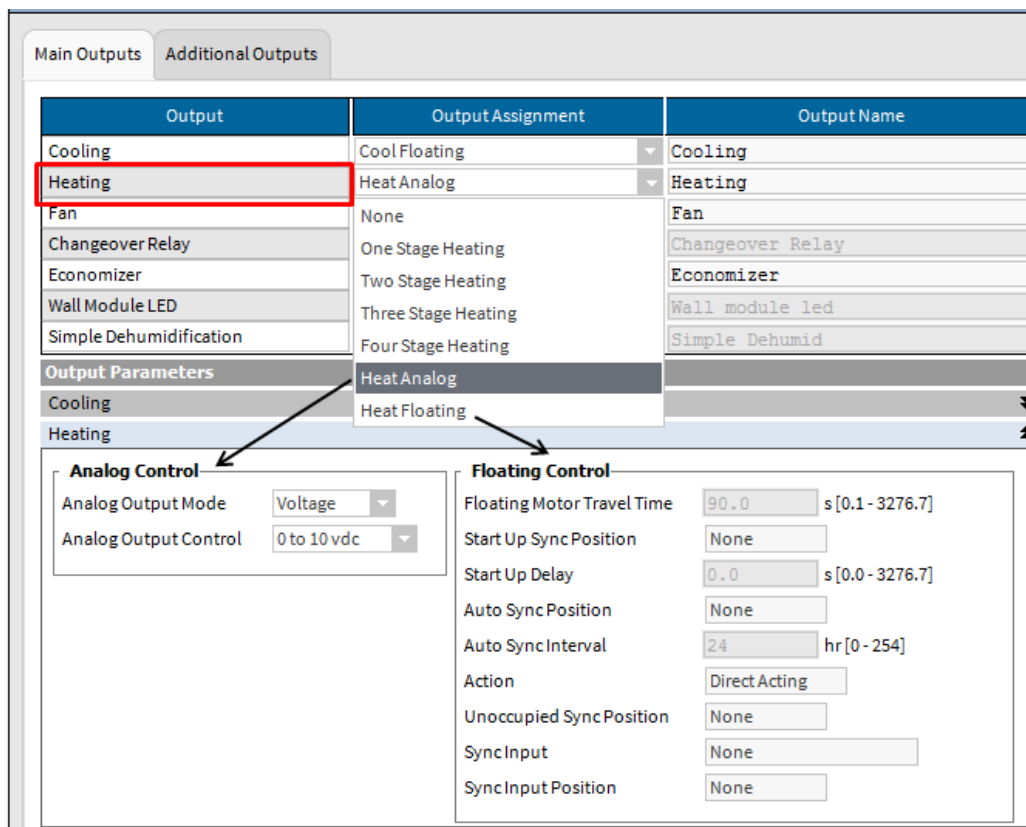 Main Outputs Additional Outputs
Output Output Assignment Output Name
Cooling Cool Floating Cooling
Heating Heat Analog Heating
Fan None Fan
Changeover Relay One Stage Heating Changeover Relay
Economizer Two Stage Heating Economizer
Wall Module LED Three Stage Heating Wall module led
Simple Dehumidification Four Stage Heating Simple Dehumid
Output Parameters Heat Analog
Cooling Heat Floating
Heating
Analog Control Floating Control
Analog Output Mode Voltage Floating Motor Travel Time 90.0 s [0.1 - 3276.7]
Analog Output Control 0 to 10 vdc Start Up Sync Position None
Start Up Delay 0.0 s [0.0 - 3276.7]
Auto Sync Position None
Auto Sync Interval 24 hr [0 - 254]
Action Direct Acting
Unoccupied Sync Position None
Sync Input None
Sync Input Position None